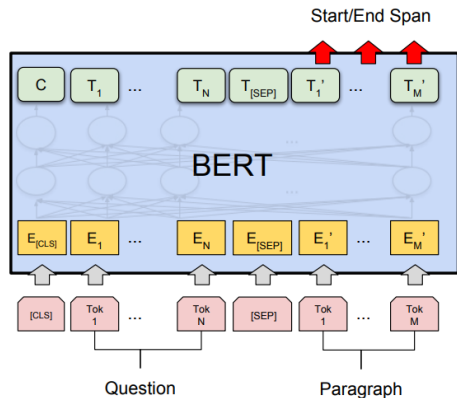 Start/End Span
C T1 ... TN T[SEP] T1' ... TM'
...
BERT
...
E[CLS] E1 ... EN E[SEP] E1' ... EM'
[CLS] Tok 1 ... Tok N [SEP] Tok 1 ... Tok M
Question Paragraph